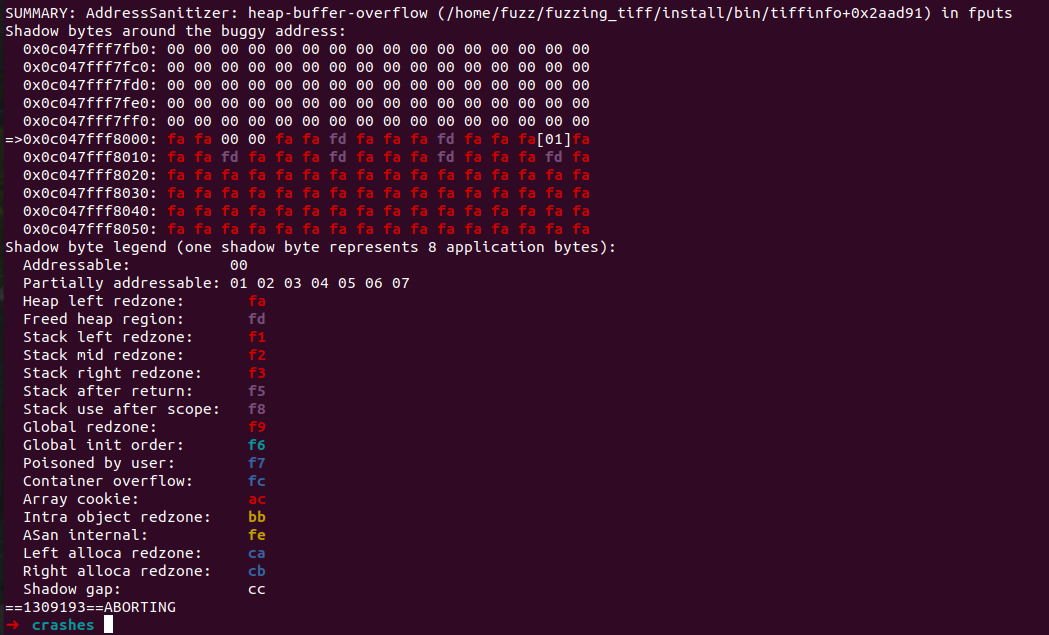 SUMMARY: AddressSanitizer: heap-buffer-overflow (/home/fuzz/fuzzing_tiff/install/bin/tiffinfo+0x2aad91) in fputs
Shadow bytes around the buggy address:
  0x0c047fff7fb0: 00 00 00 00 00 00 00 00 00 00 00 00 00 00 00 00
  0x0c047fff7fc0: 00 00 00 00 00 00 00 00 00 00 00 00 00 00 00 00
  0x0c047fff7fd0: 00 00 00 00 00 00 00 00 00 00 00 00 00 00 00 00
  0x0c047fff7fe0: 00 00 00 00 00 00 00 00 00 00 00 00 00 00 00 00
  0x0c047fff7ff0: 00 00 00 00 00 00 00 00 00 00 00 00 00 00 00 00
=>0x0c047fff8000: fa fa 00 00 fa fa fd fa fa fa fd fa fa fa[01]fa
  0x0c047fff8010: fa fa fd fa fa fa fd fa fa fa fd fa fa fa fd fa
  0x0c047fff8020: fa fa fa fa fa fa fa fa fa fa fa fa fa fa fa fa
  0x0c047fff8030: fa fa fa fa fa fa fa fa fa fa fa fa fa fa fa fa
  0x0c047fff8040: fa fa fa fa fa fa fa fa fa fa fa fa fa fa fa fa
  0x0c047fff8050: fa fa fa fa fa fa fa fa fa fa fa fa fa fa fa fa
Shadow byte legend (one shadow byte represents 8 application bytes):
  Addressable:           00
  Partially addressable: 01 02 03 04 05 06 07
  Heap left redzone:       fa
  Freed heap region:       fd
  Stack left redzone:      f1
  Stack mid redzone:       f2
  Stack right redzone:     f3
  Stack after return:      f5
  Stack use after scope:   f8
  Global redzone:          f9
  Global init order:       f6
  Poisoned by user:        f7
  Container overflow:      fc
  Array cookie:            ac
  Intra object redzone:    bb
  ASan internal:           fe
  Left alloca redzone:     ca
  Right alloca redzone:    cb
  Shadow gap:              cc
==1309193==ABORTING
➜ crashes